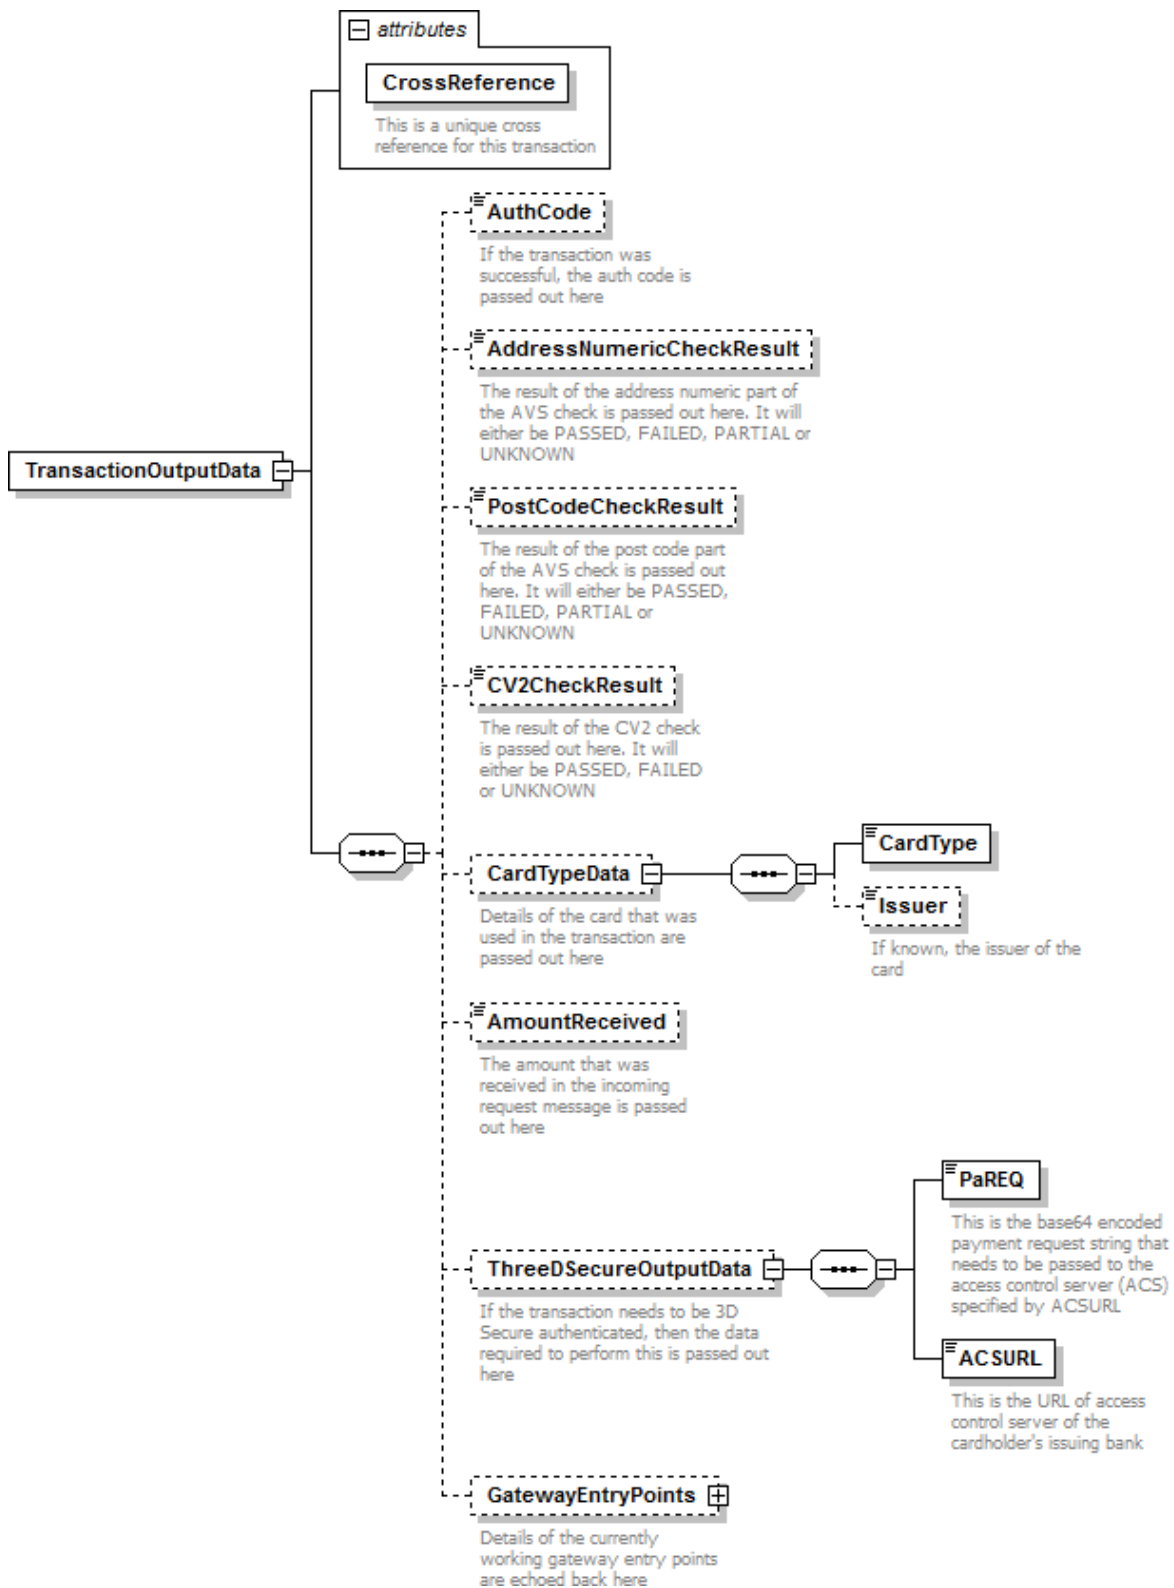 attributes
CrossReference
This is a unique cross
reference for this transaction
AuthCode
If the transaction was
successful, the auth code is
passed out here
AddressNumericCheckResult
The result of the address numeric part of
the AVS check is passed out here. It will
either be PASSED, FAILED, PARTIAL or
UNKNOWN
TransactionOutputData
PostCodeCheckResult
The result of the post code part
of the AVS check is passed out
here. It will either be PASSED,
FAILED, PARTIAL or
UNKNOWN
CV2CheckResult
The result of the CV2 check
is passed out here. It will
either be PASSED, FAILED
or UNKNOWN
CardTypeData
Details of the card that was
used in the transaction are
passed out here
CardType
Issuer
If known, the issuer of the
card
AmountReceived
The amount that was
received in the incoming
request message is passed
out here
ThreeDSecureOutputData
If the transaction needs to be 3D
Secure authenticated, then the data
required to perform this is passed out
here
PaREQ
This is the base64 encoded
payment request string that
needs to be passed to the
access control server (ACS)
specified by ACSURL
ACSURL
This is the URL of access
control server of the
cardholder's issuing bank
GatewayEntryPoints
Details of the currently
working gateway entry points
are echoed back here